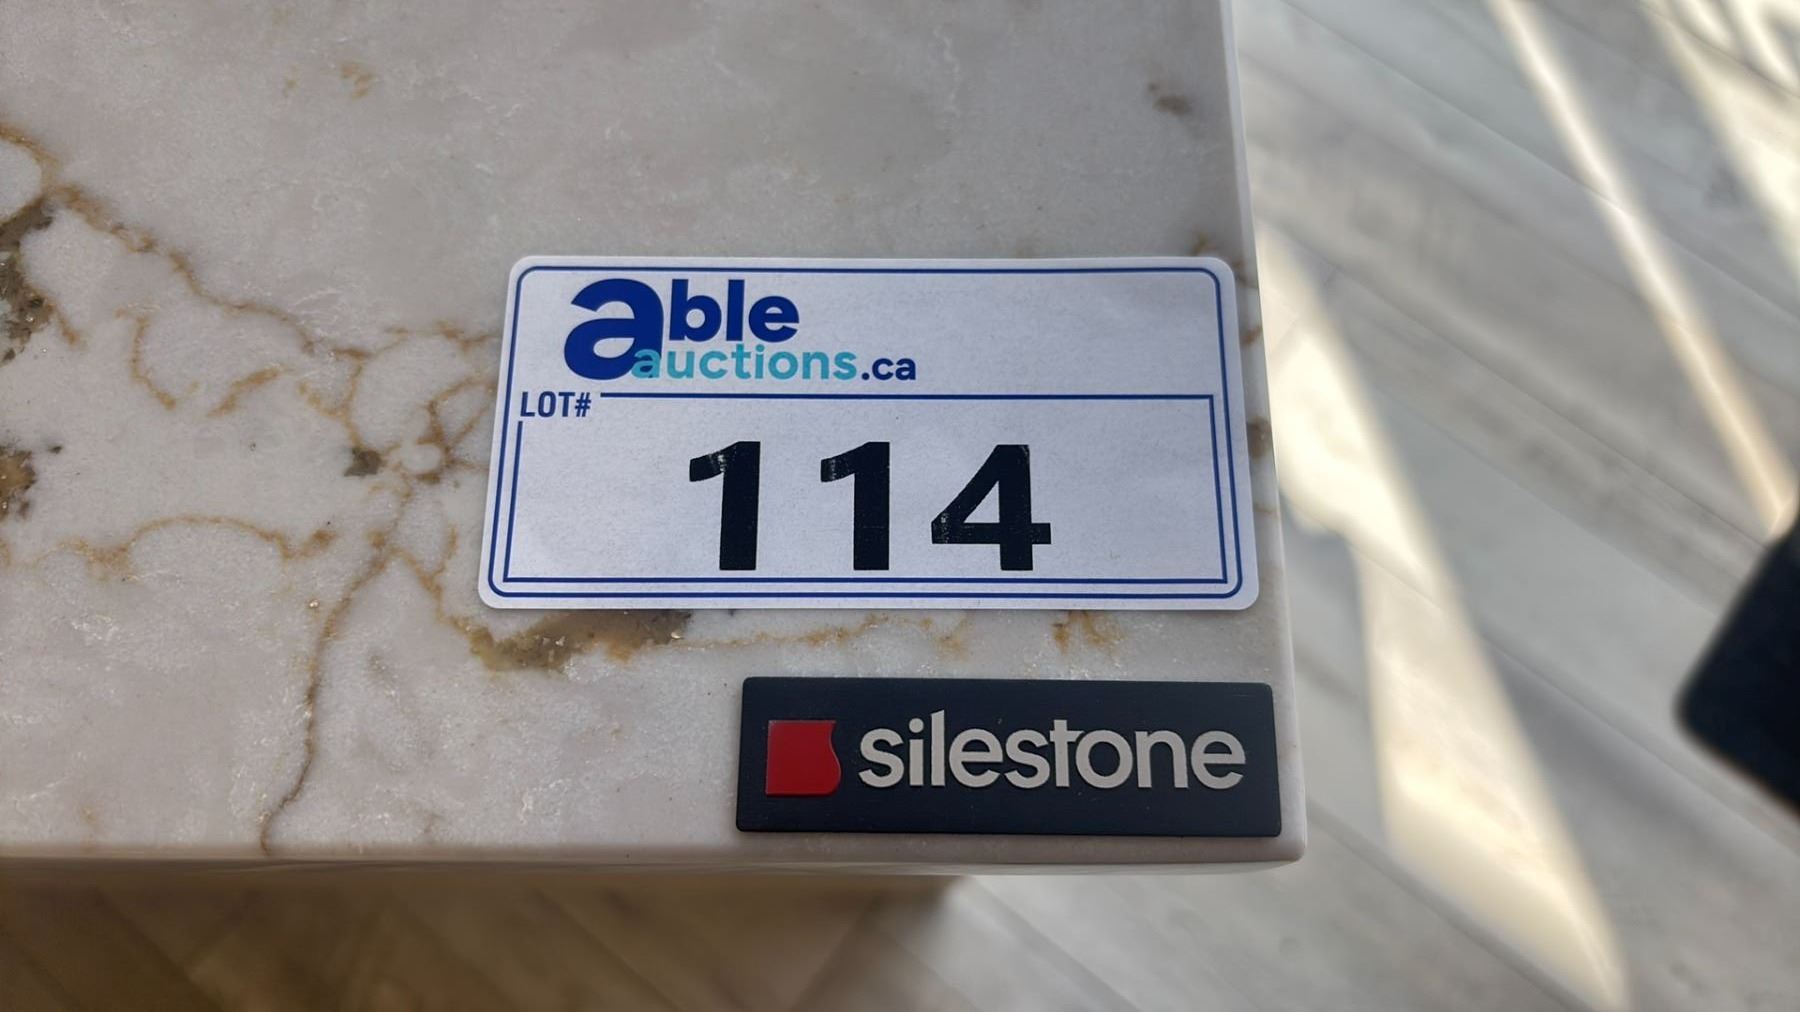 able
auctions.ca
LOT#
114
silestone